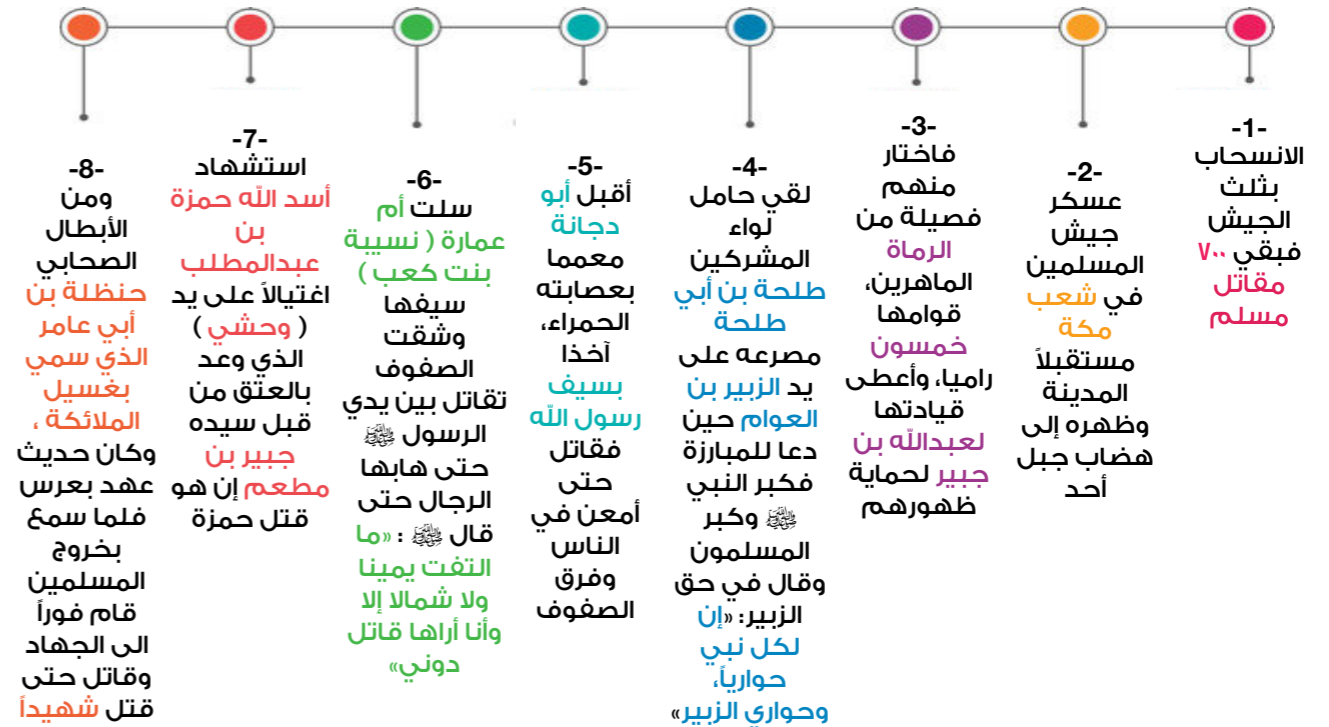 -1-
الانسحاب
بثلث
الجيش
فبقي ٧٠٠
مقاتل
مسلم
-2-
عسكر
جيش
المسلمين
في شعب
مكة
مستقبلاً
المدينة
وظهره إلى
هضاب جبل
أحد
-3-
فاختار
منهم
فصيلة من
الرماة
الماهرين،
قوامها
خمسون
راميا، وأعطى
قيادتها
لعبدالله بن
جبير لحماية
ظهورهم
-4-
لقي حامل
لواء
المشركين
طلحة بن أبي
طلحة
مصرعه على
يد الزبير بن
العوام حين
دعا للمبارزة
فكبر النبي
ﷺ وكبر
المسلمون
وقال في حق
الزبير: «إن
لكل نبي
حوارياً،
وحواري الزبير»
-5-
أقبل أبو
دجانة
معمما
بعصابته
الحمراء،
آخذا
بسيف
رسول الله
فقاتل
حتى
أمعن في
الناس
وفرق
الصفوف
-6-
سلت أم
عمارة ( نسيبة
بنت كعب )
سيفها
وشقت
الصفوف
تقاتل بين يدي
الرسول ﷺ
حتى هابها
الرجال حتى
قال ﷺ : «ما
التفت يمينا
ولا شمالا إلا
وأنا أراها قاتل
دوني»
-7-
استشهاد
أسد الله حمزة
بن
عبدالمطلب
اغتيالاً على يد
( وحشي )
الذي وعد
بالعتق من
قبل سيده
جبير بن
مطعم إن هو
قتل حمزة
-8-
ومن
الأبطال
الصحابي
حنظلة بن
أبي عامر
الذي سمي
بغسيل
الملائكة ،
وكان حديث
عهد بعرس
فلما سمع
بخروج
المسلمين
قام فوراً
الى الجهاد
وقاتل حتى
قتل شهيداً